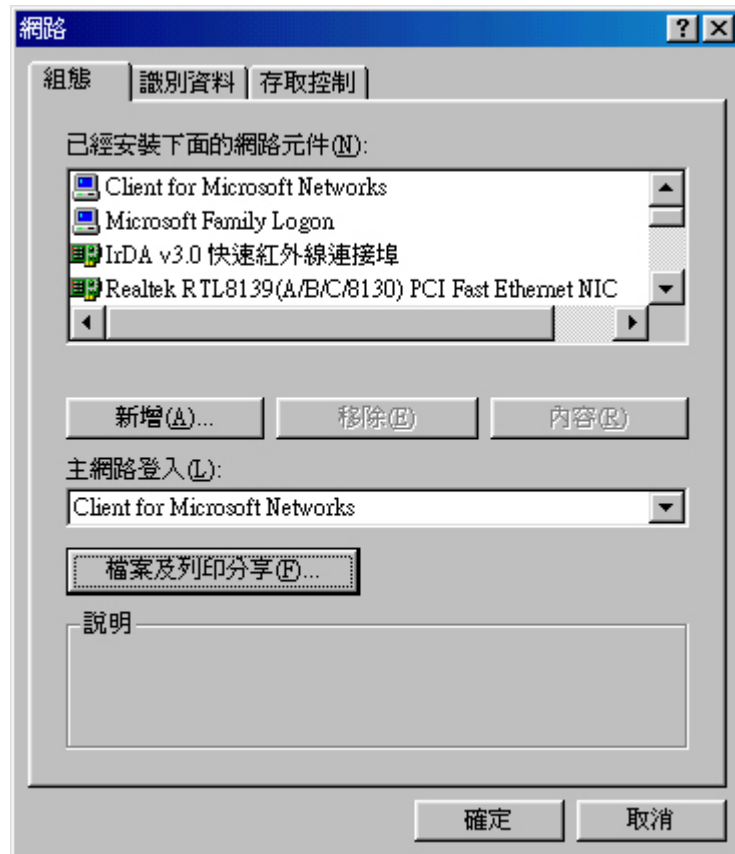 網路
組態 識別資料 存取控制
已經安裝下面的網路元件(N):
Client for Microsoft Networks
Microsoft Family Logon
IrDA v3.0 快速紅外線連接埠
Realtek RTL8139(A/B/C/8130) PCI Fast Ethernet NIC
新增(A)... 移除(E) 內容(R)
主網路登入(L):
Client for Microsoft Networks
檔案及列印分享(F)...
說明
確定 取消